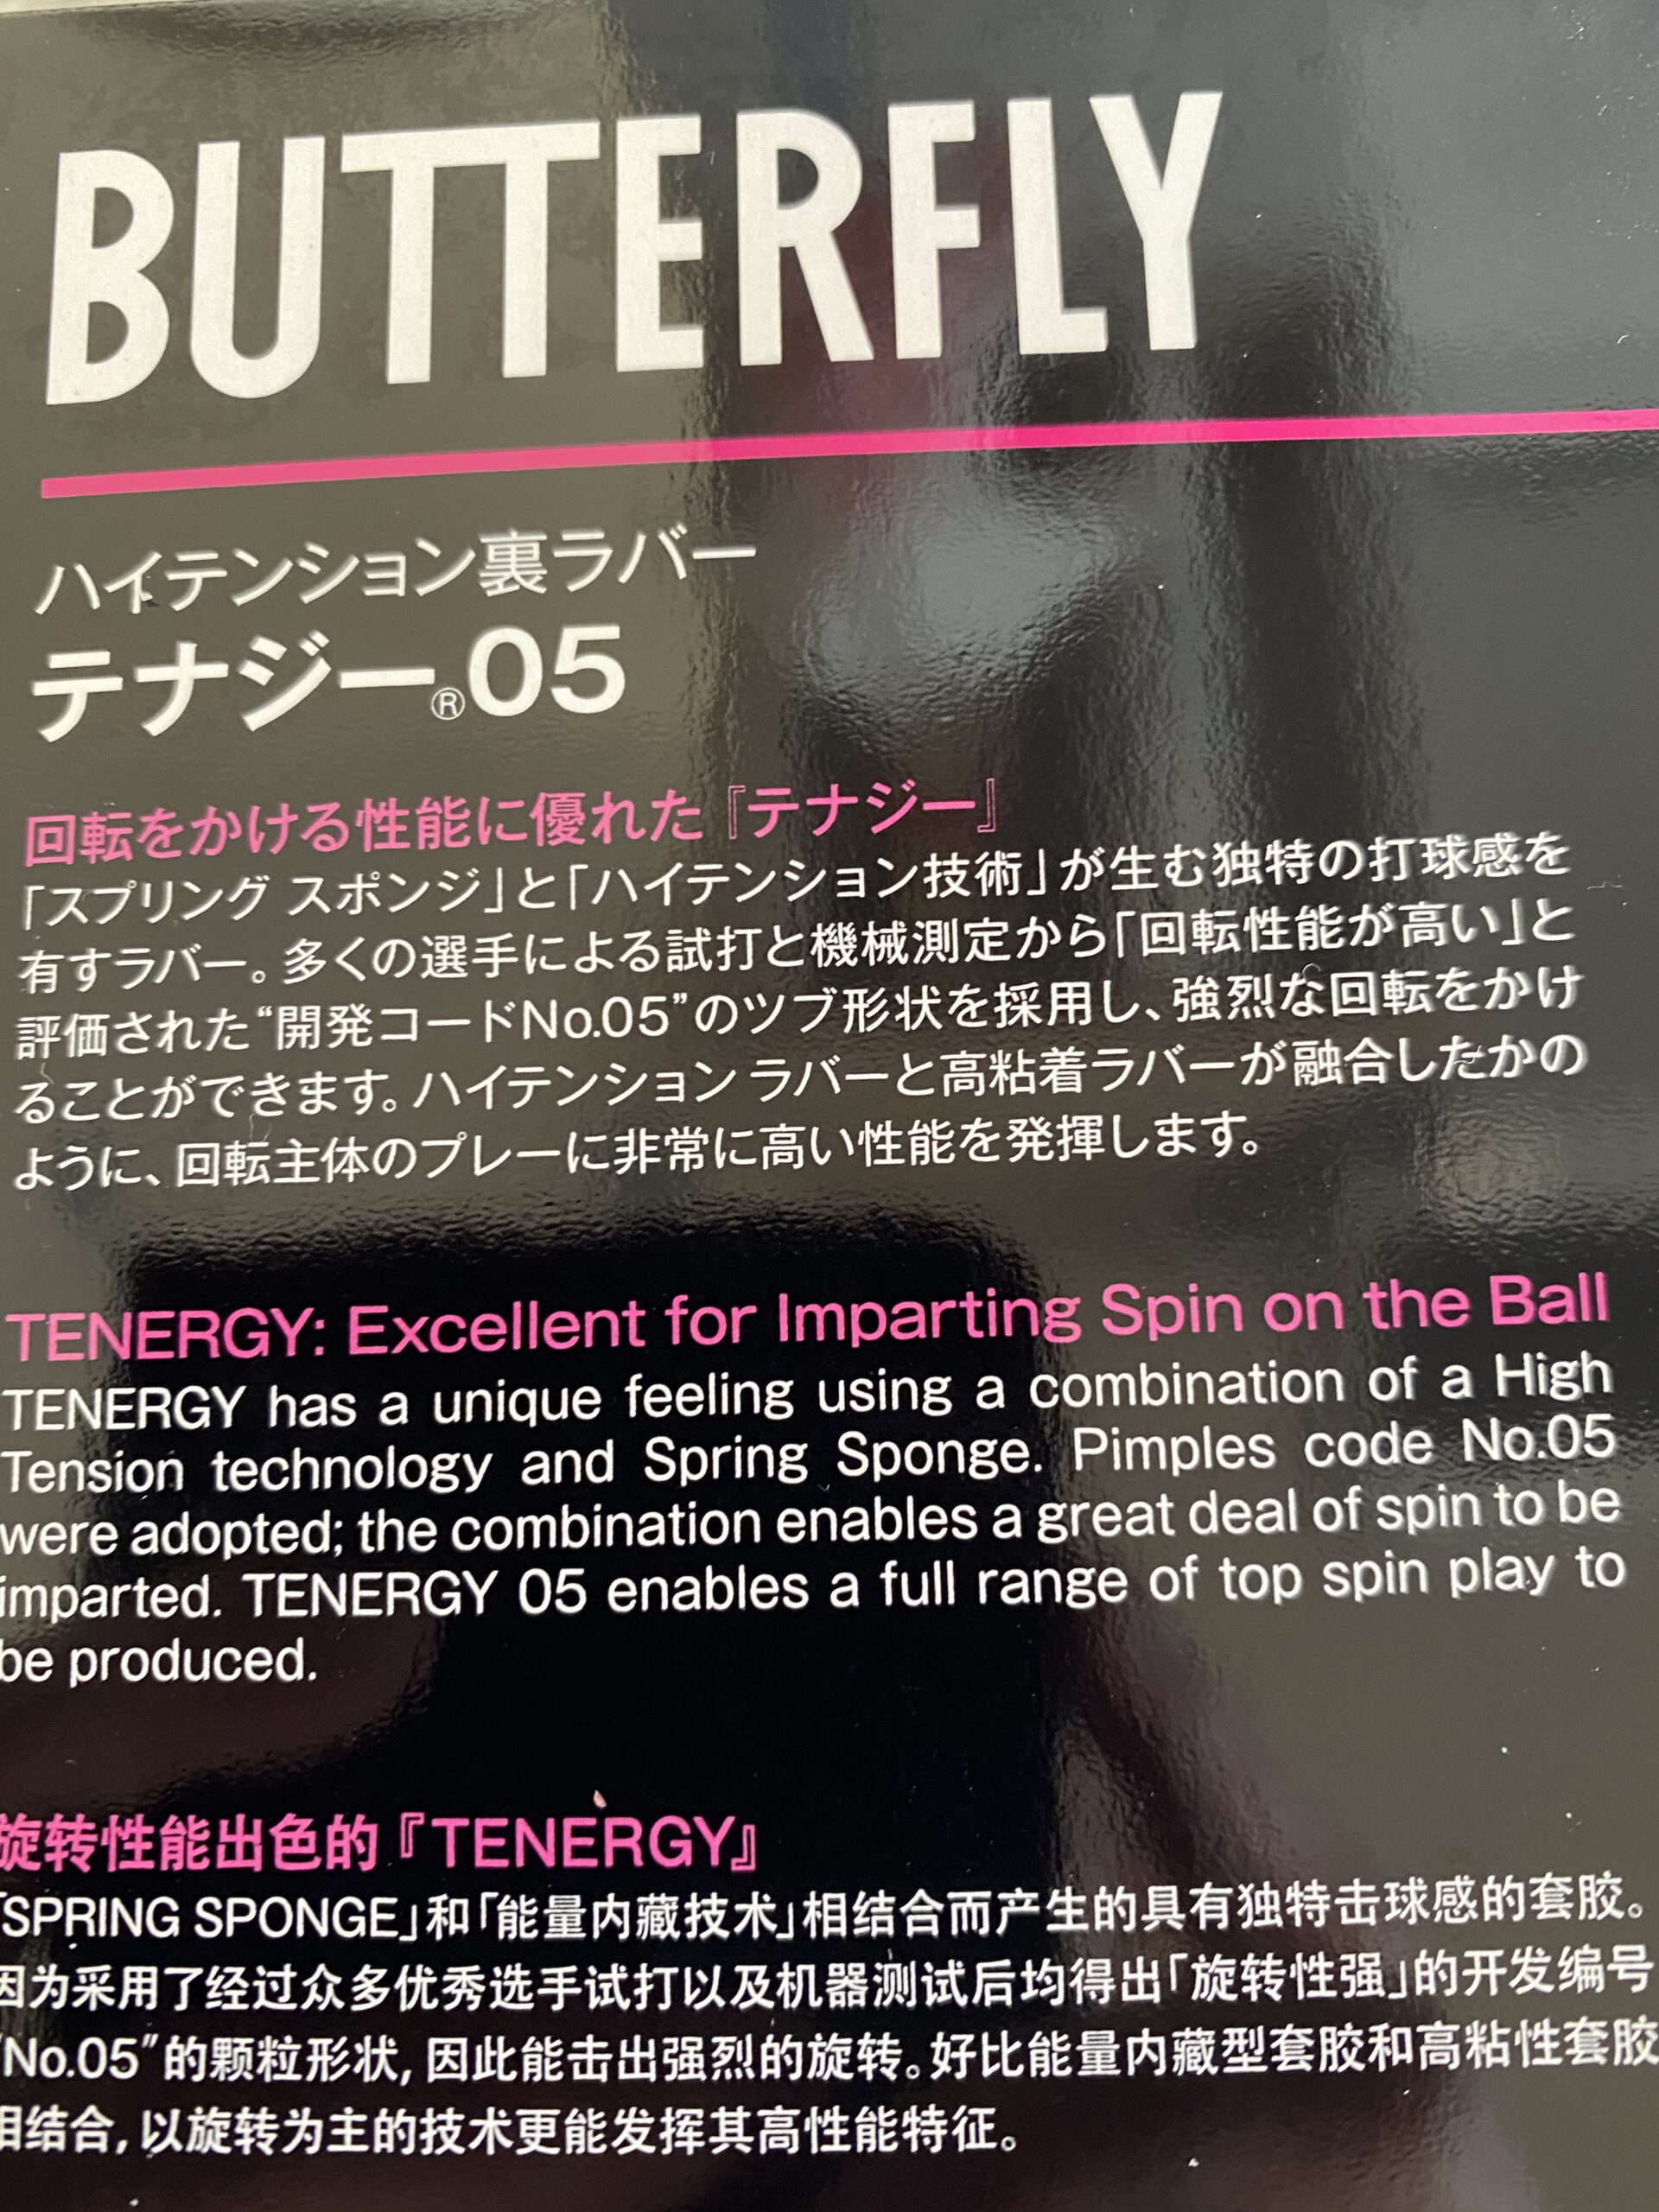 BUTTERFLY
ハイテンション裏ラバー
テナジー®05
回転をかける性能に優れた『テナジー』
「スプリング スポンジ」と「ハイテンション技術」が生む独特の打球感を
有すラバー。多くの選手による試打と機械測定から「回転性能が高い」と
評価された“開発コードNo.05”のツブ形状を採用し、強烈な回転をかけ
ることができます。ハイテンション ラバーと高粘着ラバーが融合したかの
ように、回転主体のプレーに非常に高い性能を発揮します。
TENERGY: Excellent for Imparting Spin on the Ball
TENERGY has a unique feeling using a combination of a High
Tension technology and Spring Sponge. Pimples code No.05
were adopted; the combination enables a great deal of spin to be
imparted. TENERGY 05 enables a full range of top spin play to
be produced.
旋转性能出色的『TENERGY』
「SPRING SPONGE」和「能量内藏技术」相结合而产生的具有独特击球感的套胶。
因为采用了经过众多优秀选手试打以及机器测试后均得出「旋转性强」的开发编号
“No.05”的颗粒形状, 因此能击出强烈的旋转。好比能量内藏型套胶和高粘性套胶
相结合, 以旋转为主的技术更能发挥其高性能特征。